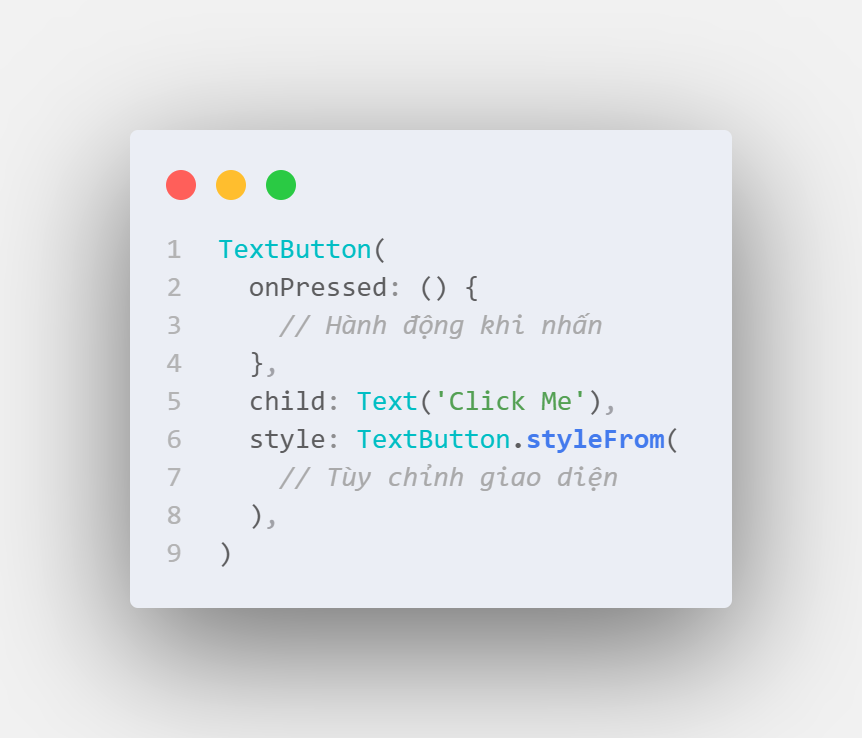 1 TextButton(
2   onPressed: () {
3     // Hành động khi nhấn
4   },
5   child: Text('Click Me'),
6   style: TextButton.styleFrom(
7     // Tùy chỉnh giao diện
8   ),
9 )